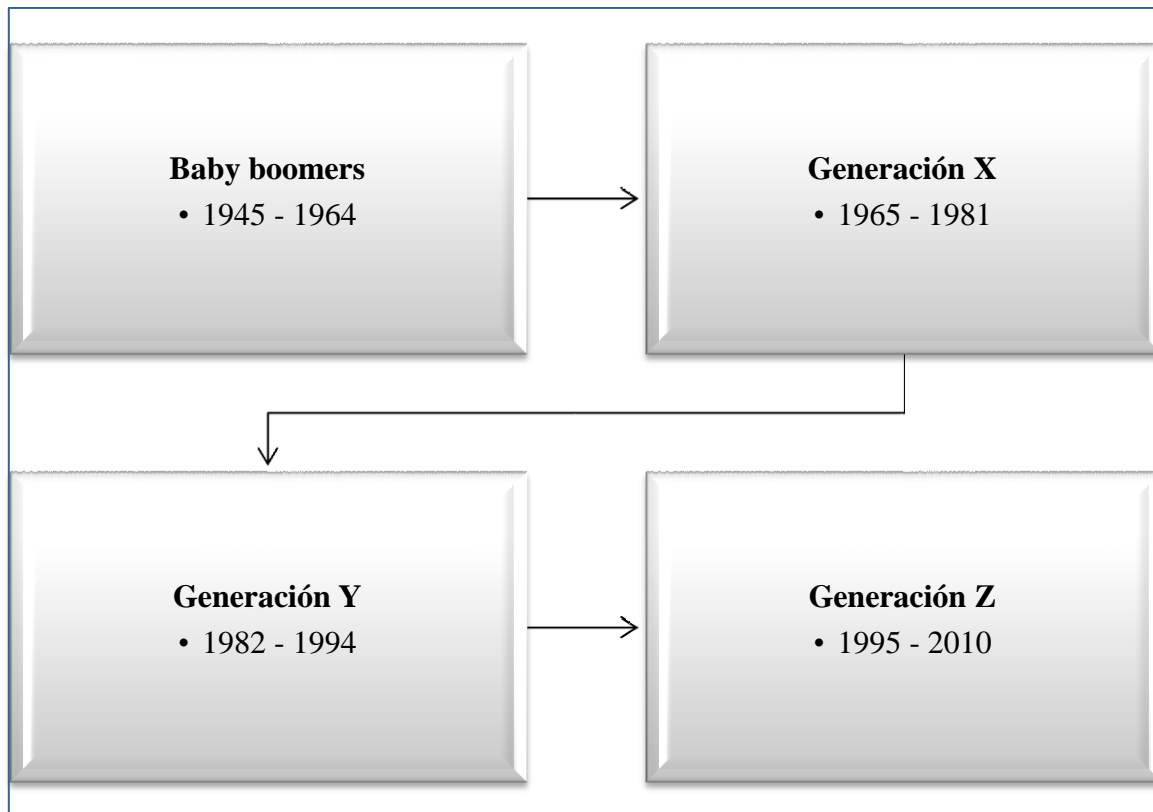 Baby boomers
• 1945 - 1964
Generación X
• 1965 - 1981
Generación Y
• 1982 - 1994
Generación Z
• 1995 - 2010